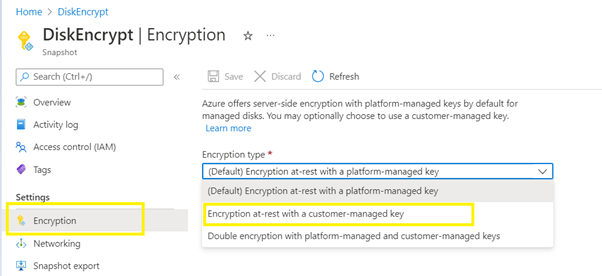 Home > DiskEncrypt
DiskEncrypt | Encryption
Snapshot
Search (Ctrl+/)
Save
Discard
Refresh
Overview
Activity log
Access control (IAM)
Tags
Settings
Encryption
Networking
Snapshot export
Azure offers server-side encryption with platform-managed keys by default for
managed disks. You may optionally choose to use a customer-managed key.
Learn more
Encryption type *
(Default) Encryption at-rest with a platform-managed key
(Default) Encryption at-rest with a platform-managed key
Encryption at-rest with a customer-managed key
Double encryption with platform-managed and customer-managed keys